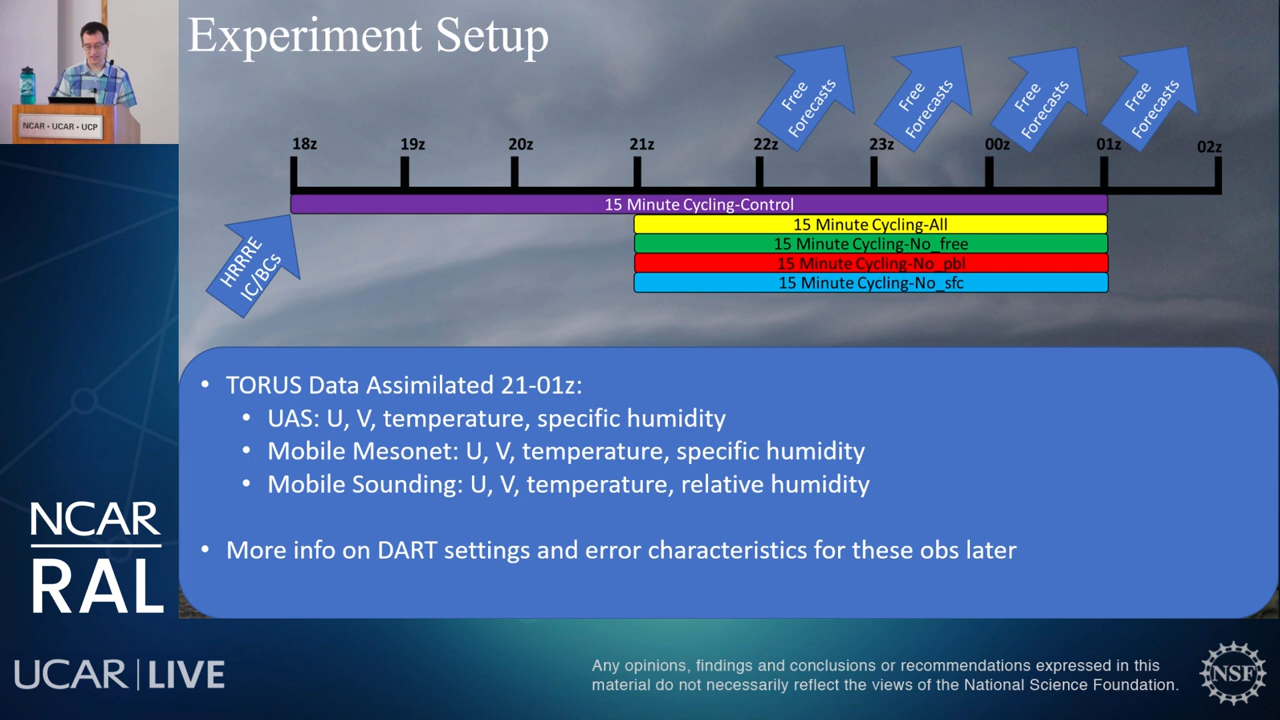 Experiment Setup
NCAR • UCAR • UCP
Free
Forecasts
Free
Forecasts
Free
Forecasts
Free
Forecasts
18z
19z
20z
21z
22z
23z
00z
01z
02z
15 Minute Cycling-Control
15 Minute Cycling-All
15 Minute Cycling-No_free
15 Minute Cycling-No_pbl
15 Minute Cycling-No_sfc
HRRRE
IC/BCs
• TORUS Data Assimilated 21-01z:
• UAS: U, V, temperature, specific humidity
• Mobile Mesonet: U, V, temperature, specific humidity
• Mobile Sounding: U, V, temperature, relative humidity
• More info on DART settings and error characteristics for these obs later
NCAR
RAL
UCAR | LIVE
Any opinions, findings and conclusions or recommendations expressed in this
material do not necessarily reflect the views of the National Science Foundation.
NSF